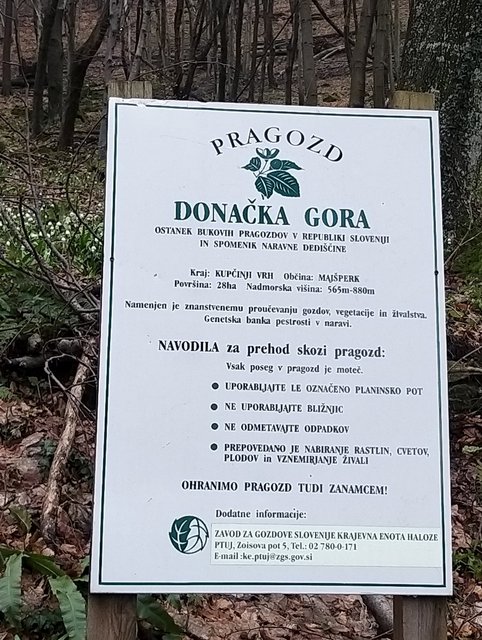 PRAGOZD
DONAČKA GORA
OSTANEK BUKOVIH PRAGOZDOV V REPUBLIKI SLOVENJI
IN SPOMENIK NARAVNE DEDIŠČINE
Kraj: KUPČINJI VRH Občina: MAJŠPERK
Površina: 28ha Nadmorska višina: 565m-880m
Namenjen je znanstvenemu proučevanju gozdov, vegetacije in živalstva.
Genetska banka pestrosti v naravi.
NAVODILA za prehod skozi pragozd:
Vsak poseg v pragozd je moteč.
● UPORABLJAJTE LE OZNAČENO PLANINSKO POT
● NE UPORABLJAJTE BLIŽNJIC
● NE ODMETAVAJTE ODPADKOV
● PREPOVEDANO JE NABIRANJE RASTLIN, CVETOV,
PLODOV in VZNEMIRJANJE ŽIVALI
OHRANIMO PRAGOZD TUDI ZANAMCEM!
Dodatne informacije:
ZAVOD ZA GOZDOVE SLOVENIJE KRAJEVNA ENOTA HALOZE
PTUJ, Žoisova pot 5, Tel.: 02 780-0-171
E-mail :ke.ptuj@zgs.gov.si